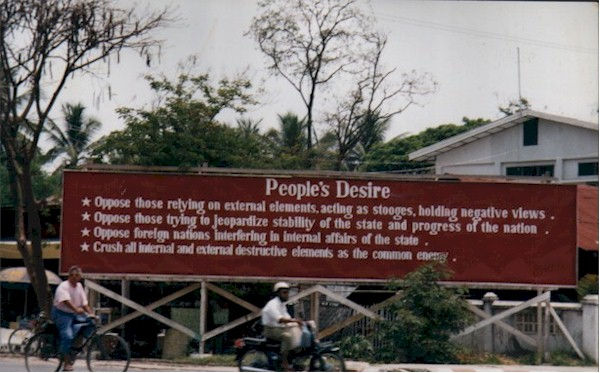 People's Desire
★ Oppose those relying on external elements, acting as stooges, holding negative views .
★ Oppose those trying to jeopardize stability of the state and progress of the nation .
★ Oppose foreign nations interfering in internal affairs of the state .
★ Crush all internal and external destructive elements as the common enemy .